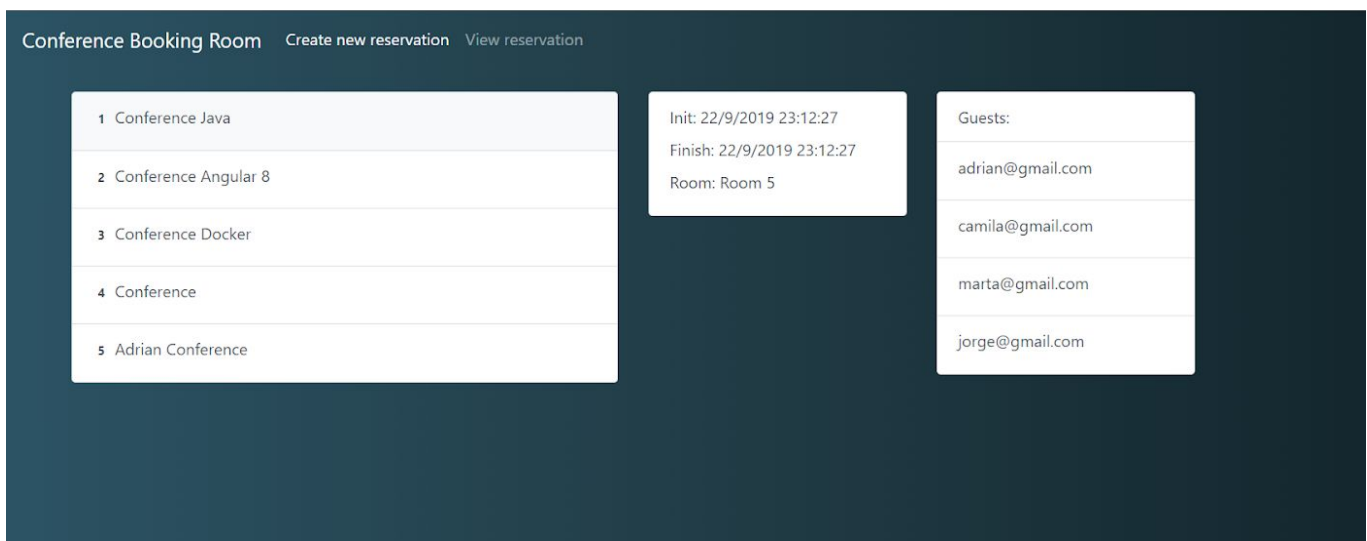 Conference Booking Room Create new reservation View reservation
1 Conference Java
2 Conference Angular 8
3 Conference Docker
4 Conference
5 Adrian Conference
Init: 22/9/2019 23:12:27
Finish: 22/9/2019 23:12:27
Room: Room 5
Guests:
adrian@gmail.com
camila@gmail.com
marta@gmail.com
jorge@gmail.com